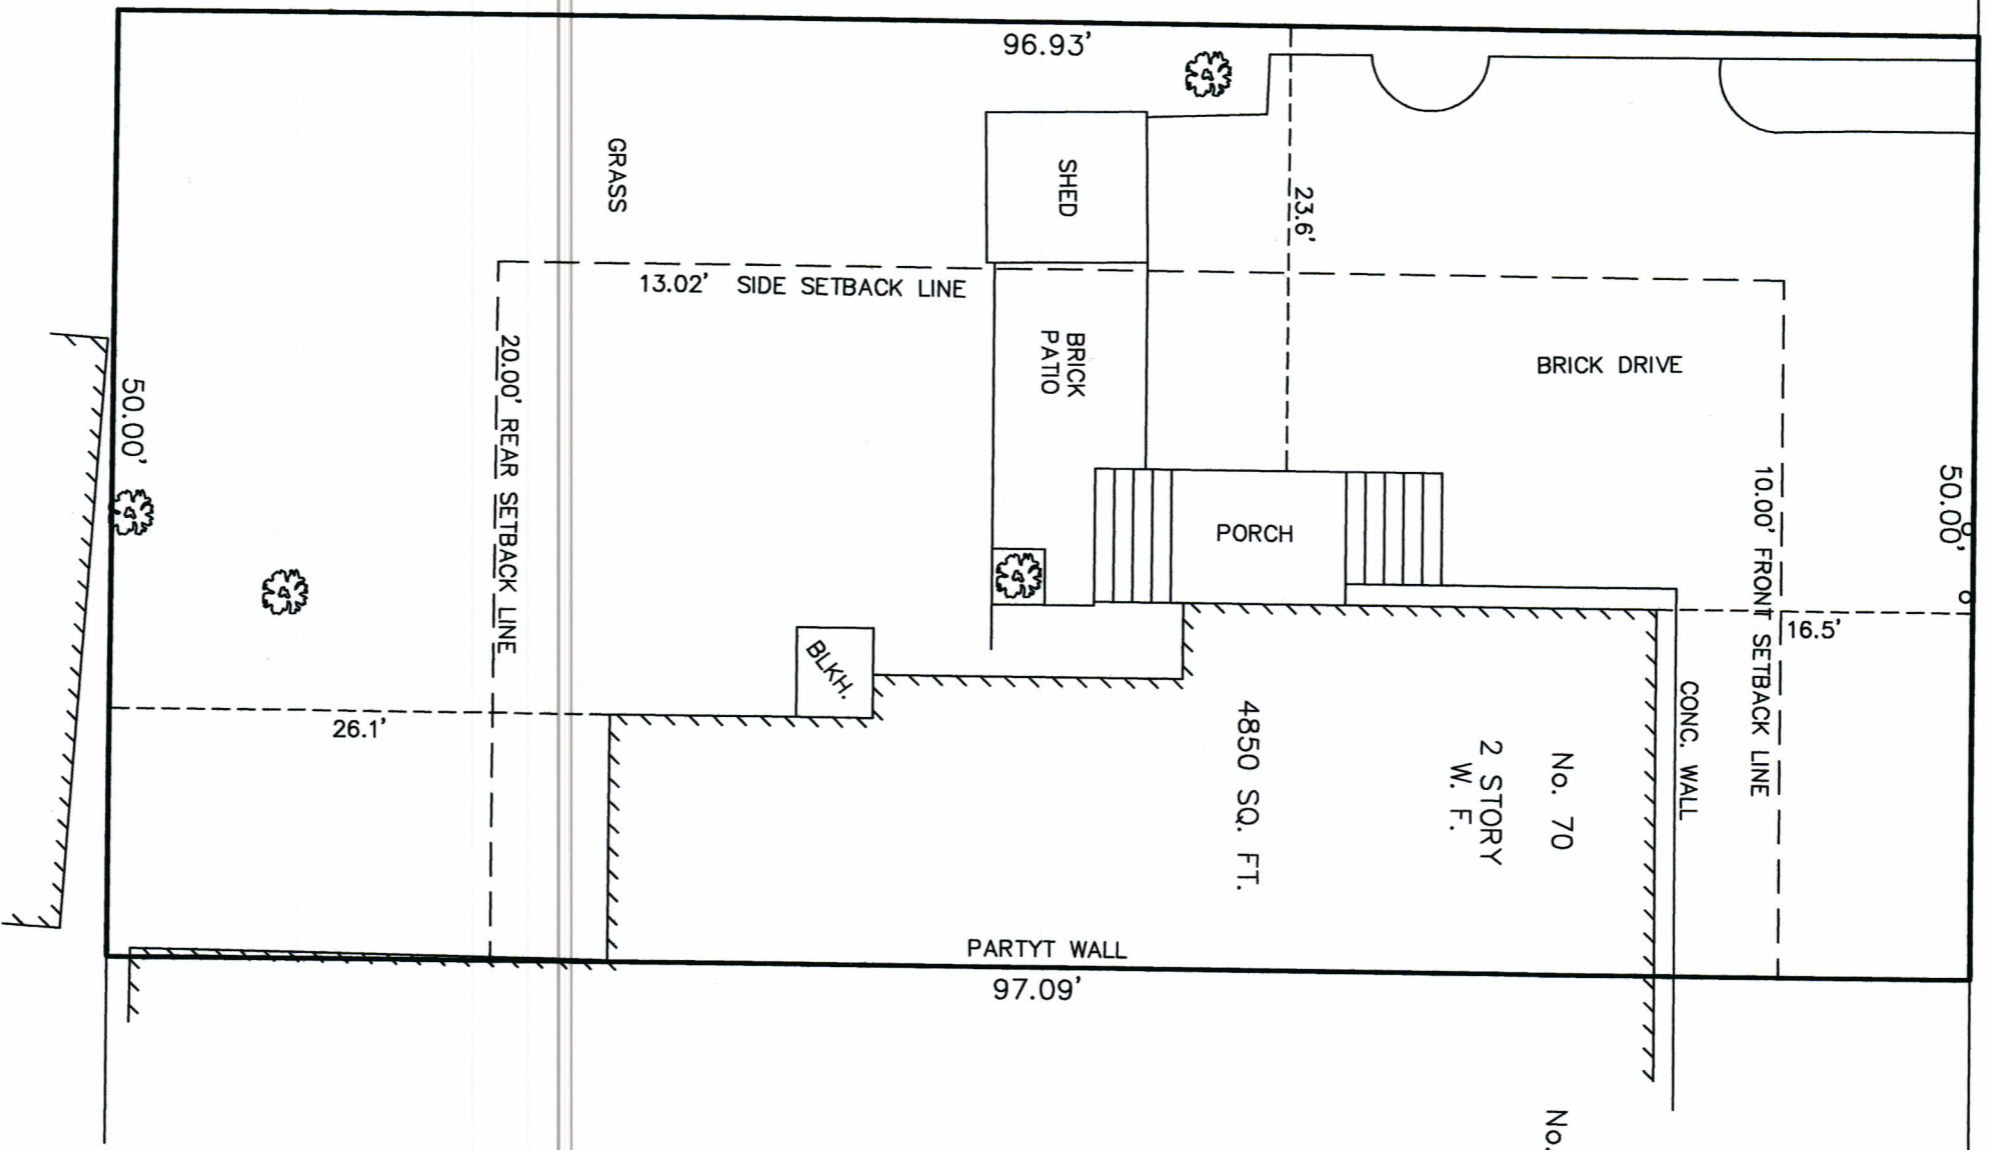 96.93'
GRASS
SHED
23.6'
13.02' SIDE SETBACK LINE
20.00' REAR SETBACK LINE
50.00'
BRICK
PATIO
BRICK DRIVE
50.00'
10.00' FRONT SETBACK LINE
PORCH
16.5'
BLKH.
26.1'
CONC. WALL
4850 SQ. FT.
No. 70
2 STORY
W. F.
PARTYT WALL
97.09'
No.